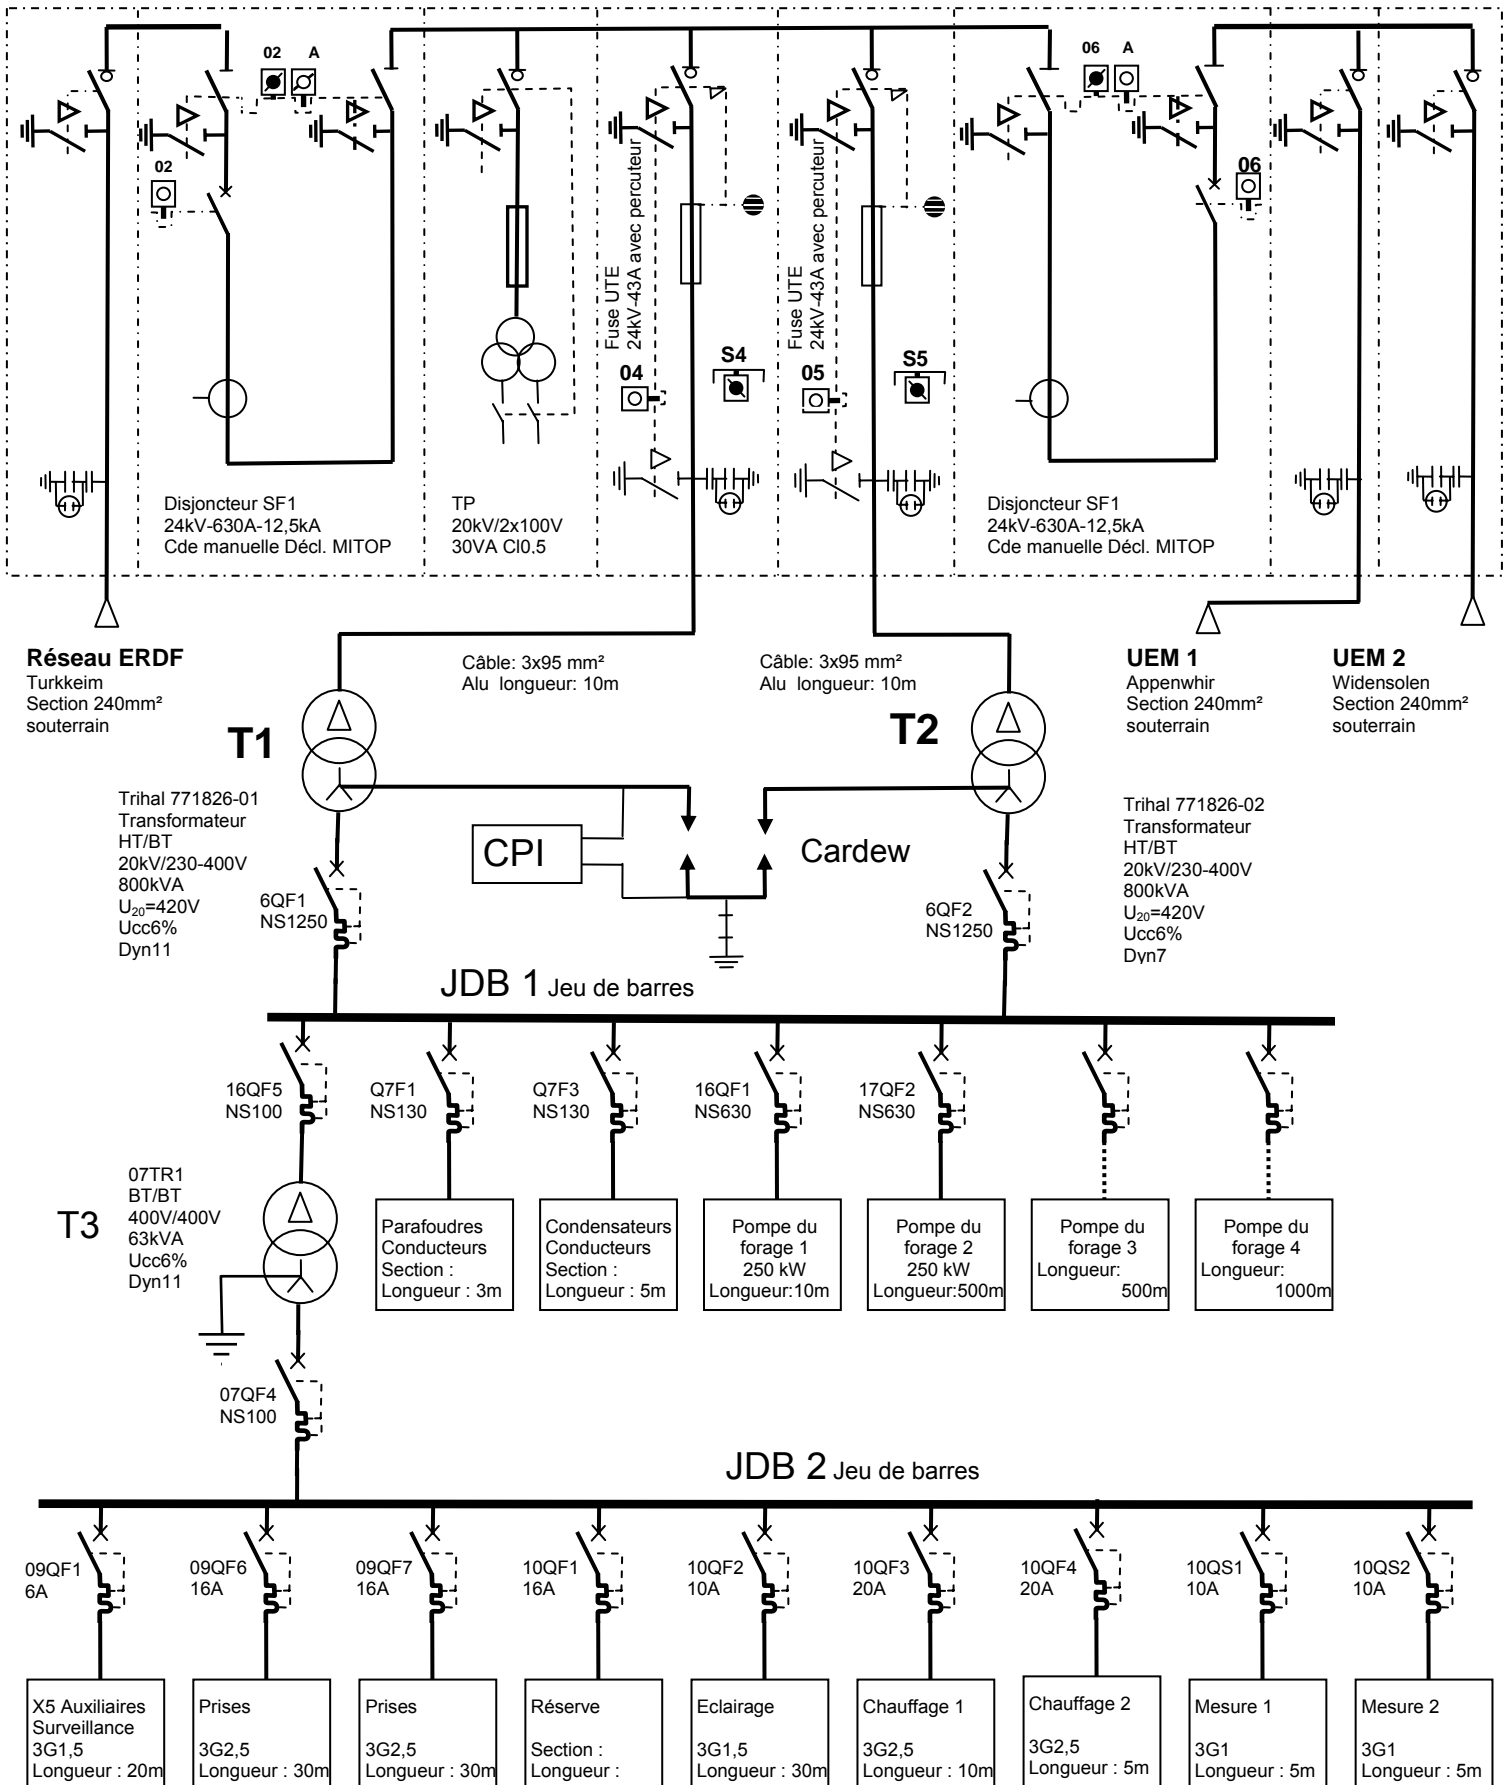 02 A
06 A
02
06
Fuse UTE
24kV-43A avec percuteur
Fuse UTE
24kV-43A avec percuteur
04
S4
05
S5
Disjoncteur SF1
24kV-630A-12,5kA
Cde manuelle Décl. MITOP
TP
20kV/2x100V
30VA Cl0.5
Disjoncteur SF1
24kV-630A-12,5kA
Cde manuelle Décl. MITOP
Réseau ERDF
Turkkeim
Section 240mm²
souterrain
Câble: 3x95 mm²
Alu longueur: 10m
Câble: 3x95 mm²
Alu longueur: 10m
UEM 1
Appenwhir
Section 240mm²
souterrain
UEM 2
Widensolen
Section 240mm²
souterrain
T1
T2
Trihal 771826-01
Transformateur
HT/BT
20kV/230-400V
800kVA
U₂₀=420V
Ucc6%
Dyn11
CPI
Cardew
Trihal 771826-02
Transformateur
HT/BT
20kV/230-400V
800kVA
U₂₀=420V
Ucc6%
Dyn7
6QF1
NS1250
6QF2
NS1250
JDB 1 Jeu de barres
16QF5
NS100
Q7F1
NS130
Q7F3
NS130
16QF1
NS630
17QF2
NS630
T3
07TR1
BT/BT
400V/400V
63kVA
Ucc6%
Dyn11
Parafoudres
Conducteurs
Section :
Longueur : 3m
Condensateurs
Conducteurs
Section :
Longueur : 5m
Pompe du
forage 1
250 kW
Longueur:10m
Pompe du
forage 2
250 kW
Longueur:500m
Pompe du
forage 3
Longueur:
500m
Pompe du
forage 4
Longueur:
1000m
07QF4
NS100
JDB 2 Jeu de barres
09QF1
6A
09QF6
16A
09QF7
16A
10QF1
16A
10QF2
10A
10QF3
20A
10QF4
20A
10QS1
10A
10QS2
10A
X5 Auxiliaires
Surveillance
3G1,5
Longueur : 20m
Prises
3G2,5
Longueur : 30m
Prises
3G2,5
Longueur : 30m
Réserve
Section :
Longueur :
Eclairage
3G1,5
Longueur : 30m
Chauffage 1
3G2,5
Longueur : 10m
Chauffage 2
3G2,5
Longueur : 5m
Mesure 1
3G1
Longueur : 5m
Mesure 2
3G1
Longueur : 5m